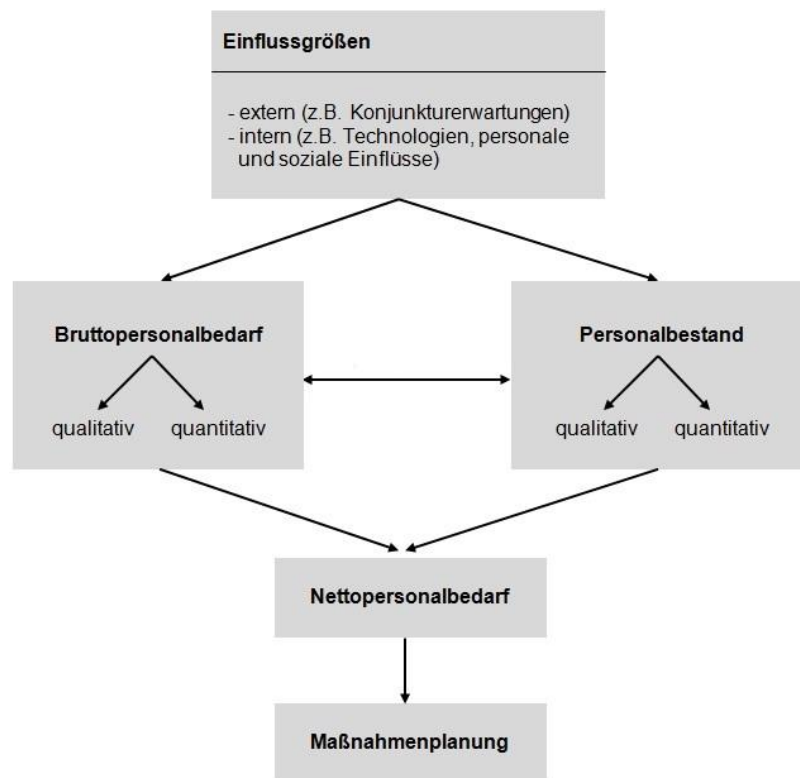 Einflussgrößen
- extern (z.B. Konjunkturerwartungen)
- intern (z.B. Technologien, personale
und soziale Einflüsse)
Bruttopersonalbedarf
qualitativ quantitativ
Personalbestand
qualitativ quantitativ
Nettopersonalbedarf
Maßnahmenplanung